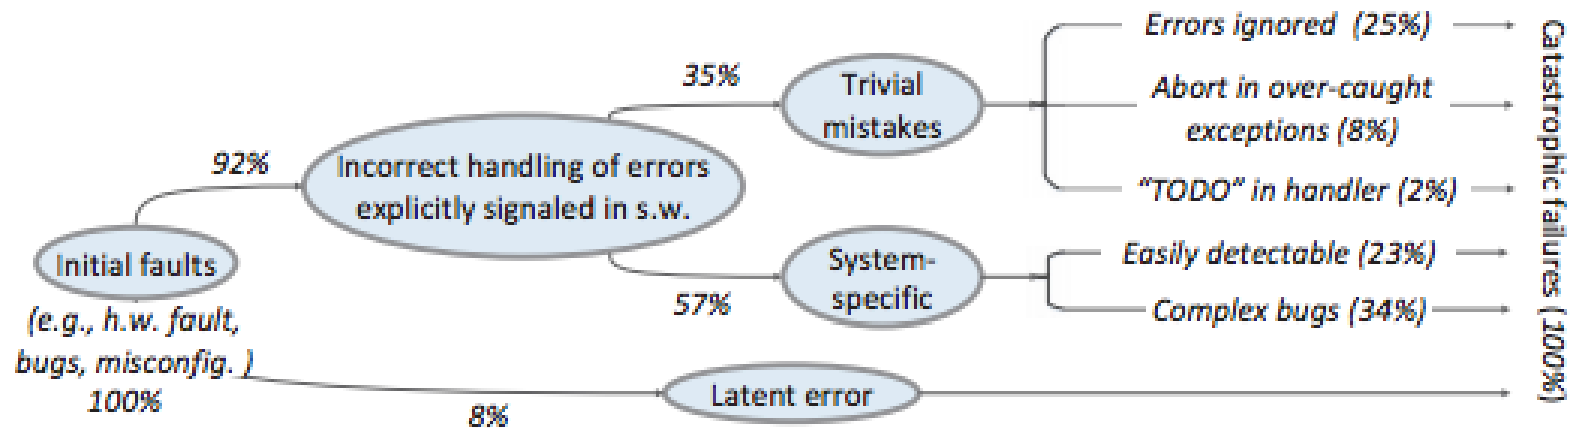 Initial faults
(e.g., h.w. fault,
bugs, misconfig. )
100%
92%
Incorrect handling of errors
explicitly signaled in s.w.
35%
Trivial
mistakes
Errors ignored (25%)
Abort in over-caught
exceptions (8%)
“TODO” in handler (2%)
57%
System-
specific
Easily detectable (23%)
Complex bugs (34%)
8%
Latent error
Catastrophic failures (100%)